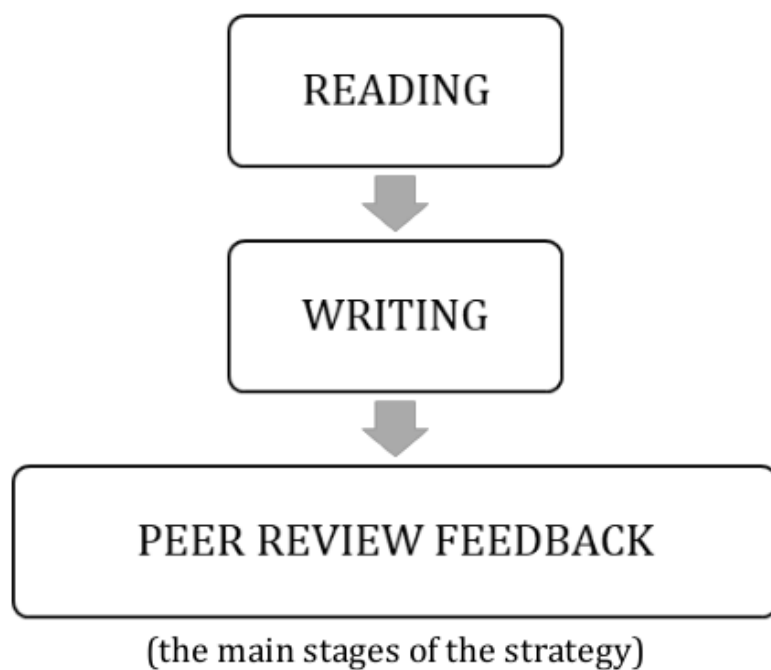 READING
WRITING
PEER REVIEW FEEDBACK
(the main stages of the strategy)